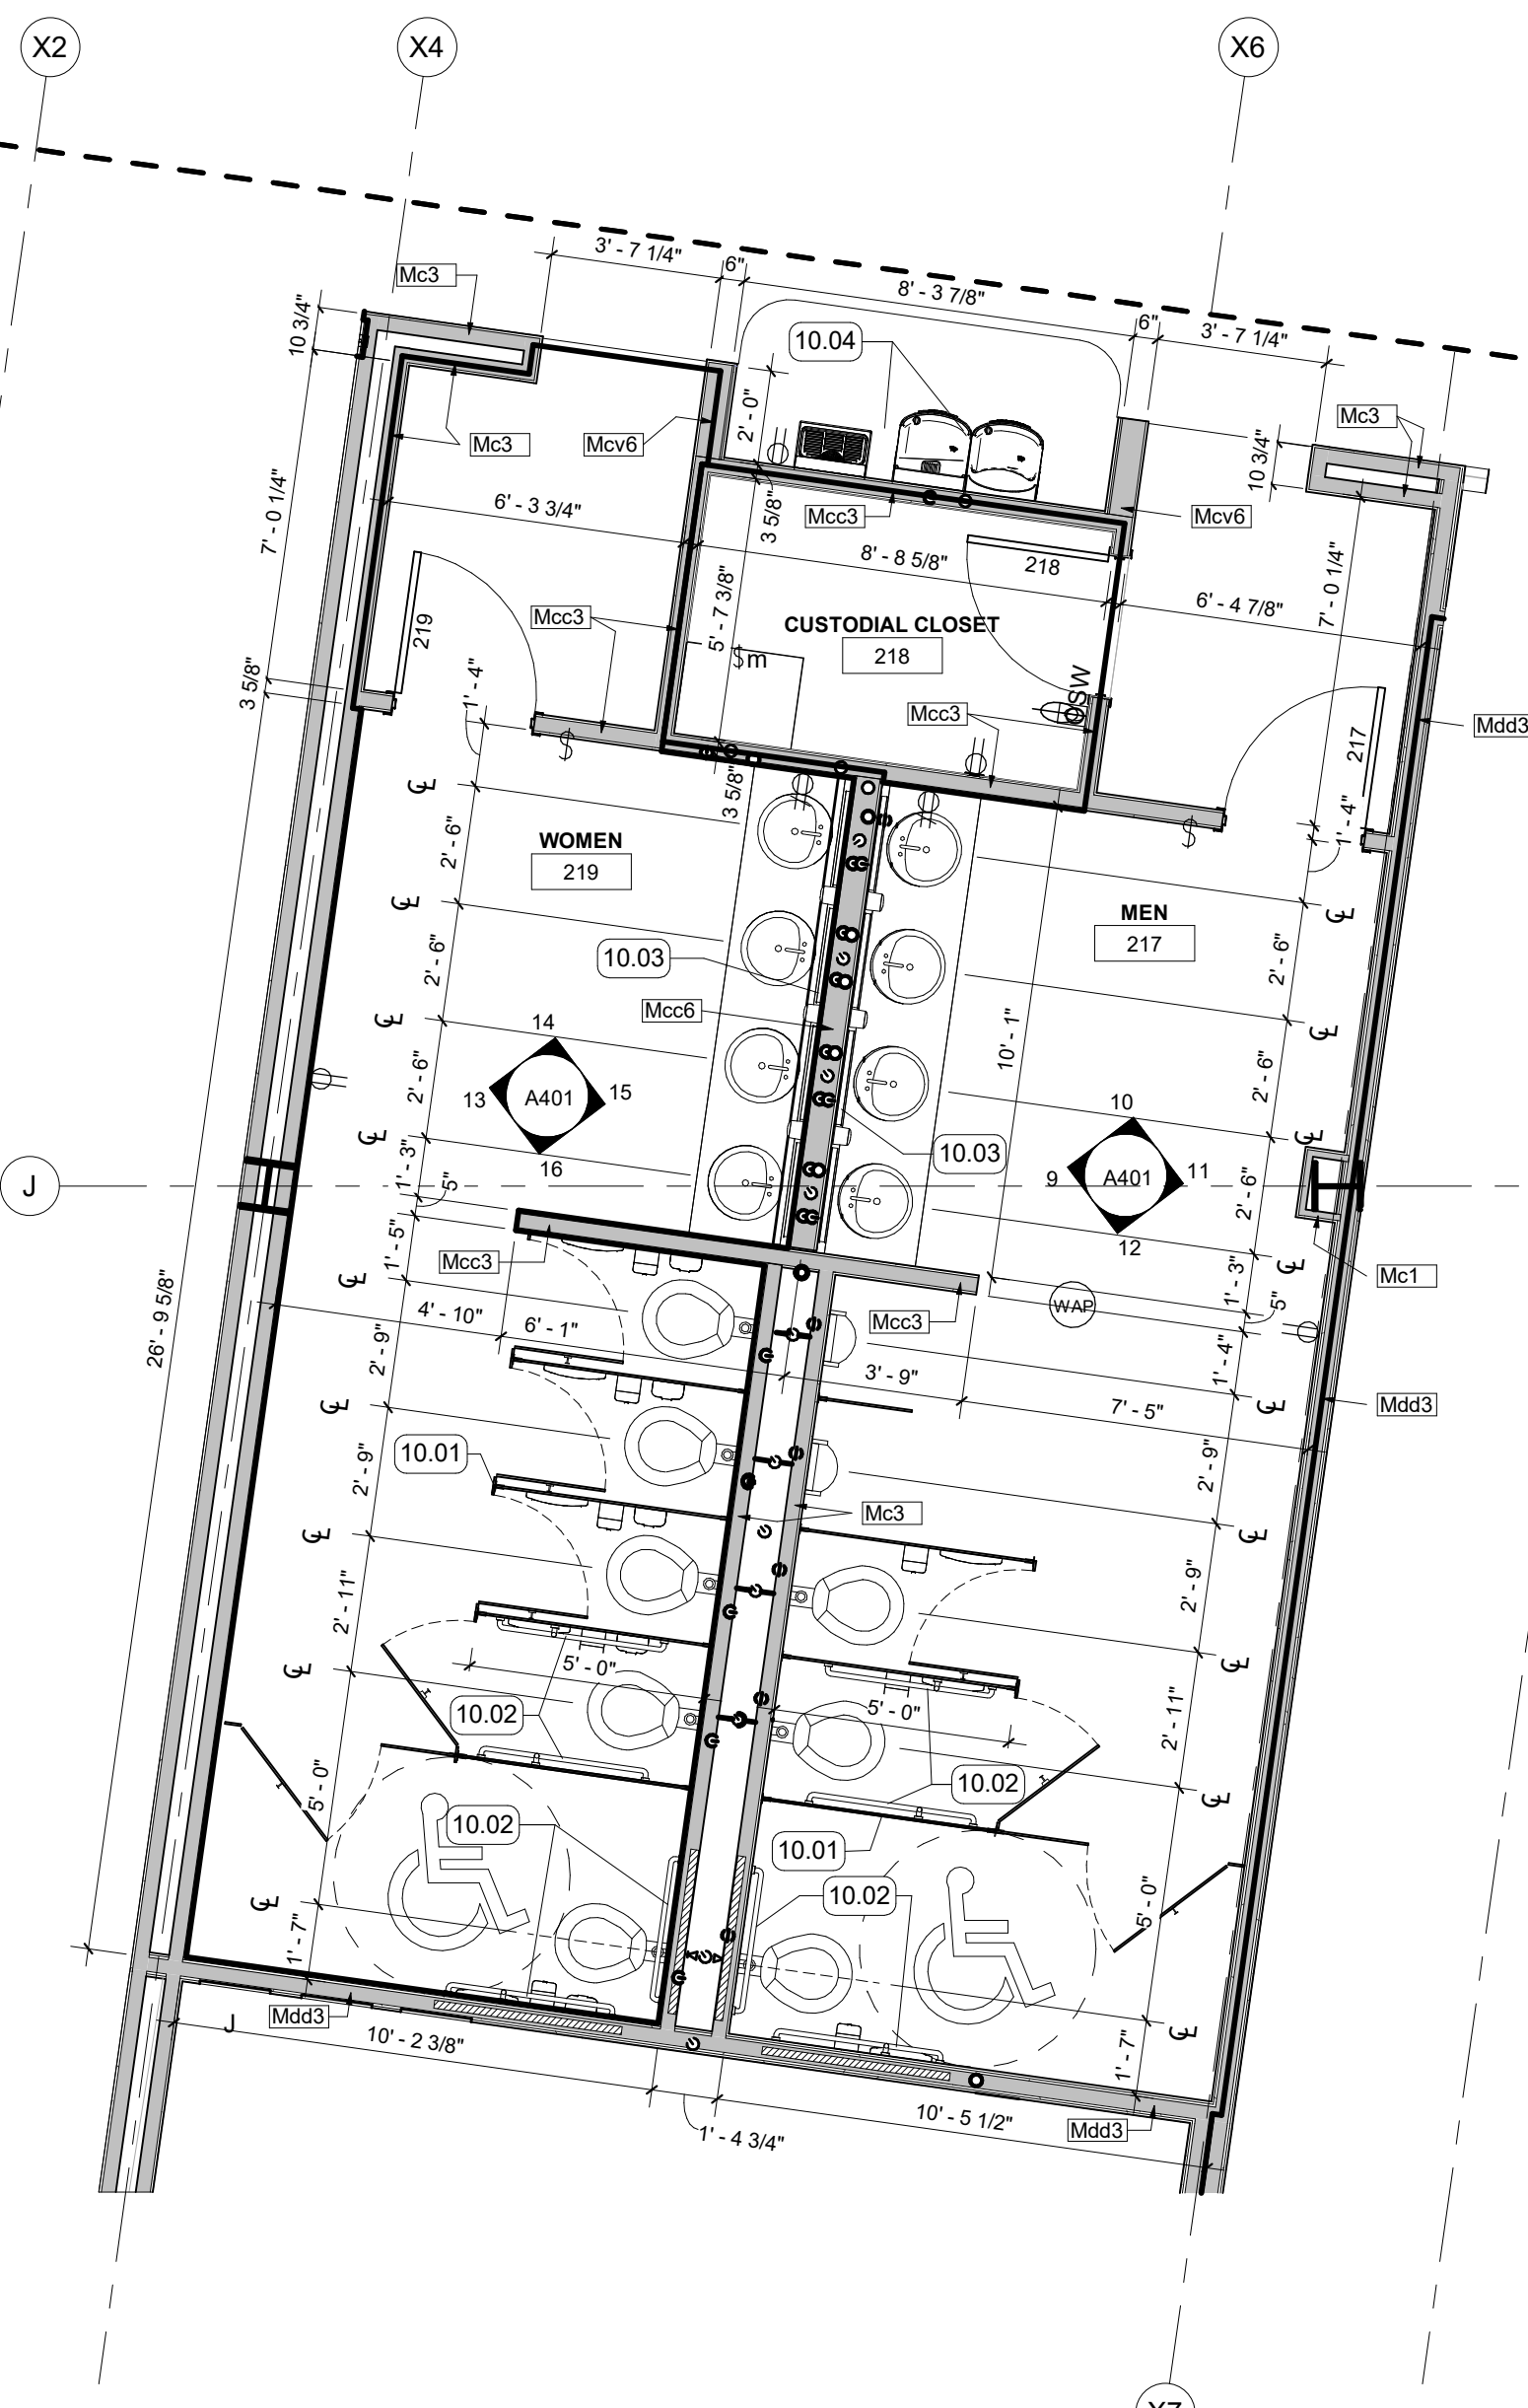 X2
X4
X6
3' - 7 1/4"
6"
8' - 3 7/8"
6"
3' - 7 1/4"
Mc3
10 3/4"
10.04
2' - 0"
Mc3
10 3/4"
Mc3
Mcv6
7' - 0 1/4"
6' - 3 3/4"
Mcc3
3 5/8"
Mcv6
8' - 8 5/8"
218
6' - 4 7/8"
7' - 0 1/4"
219
Mcc3
5' - 7 3/8"
CUSTODIAL CLOSET
218
$m
SW
3 5/8"
1' - 4"
Mcc3
217
Mdd3
$
3 5/8"
$
1' - 4"
WOMEN
219
2' - 6"
MEN
217
2' - 6"
10.03
2' - 6"
Mcc6
10' - 1"
2' - 6"
14
13
A401
15
16
2' - 6"
10
9
A401
11
12
10.03
2' - 6"
J
1' - 3"
5"
1' - 5"
Mcc3
Mc1
1' - 3"
5"
WAP
26' - 9 5/8"
4' - 10"
6' - 1"
Mcc3
2' - 9"
3' - 9"
1' - 4"
7' - 5"
Mdd3
10.01
2' - 9"
Mc3
2' - 9"
2' - 11"
2' - 9"
5' - 0"
10.02
5' - 0"
2' - 11"
5' - 0"
10.02
10.02
10.01
10.02
5' - 0"
1' - 7"
Mdd3
J
10' - 2 3/8"
1' - 7"
10' - 5 1/2"
Mdd3
1' - 4 3/4"
X7